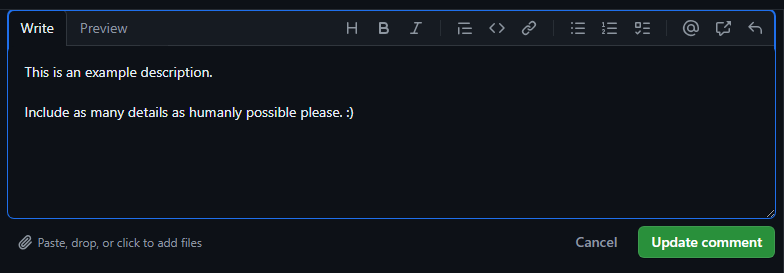 Write Preview H B I @
This is an example description.
Include as many details as humanly possible please. :)
Paste, drop, or click to add files Cancel Update comment